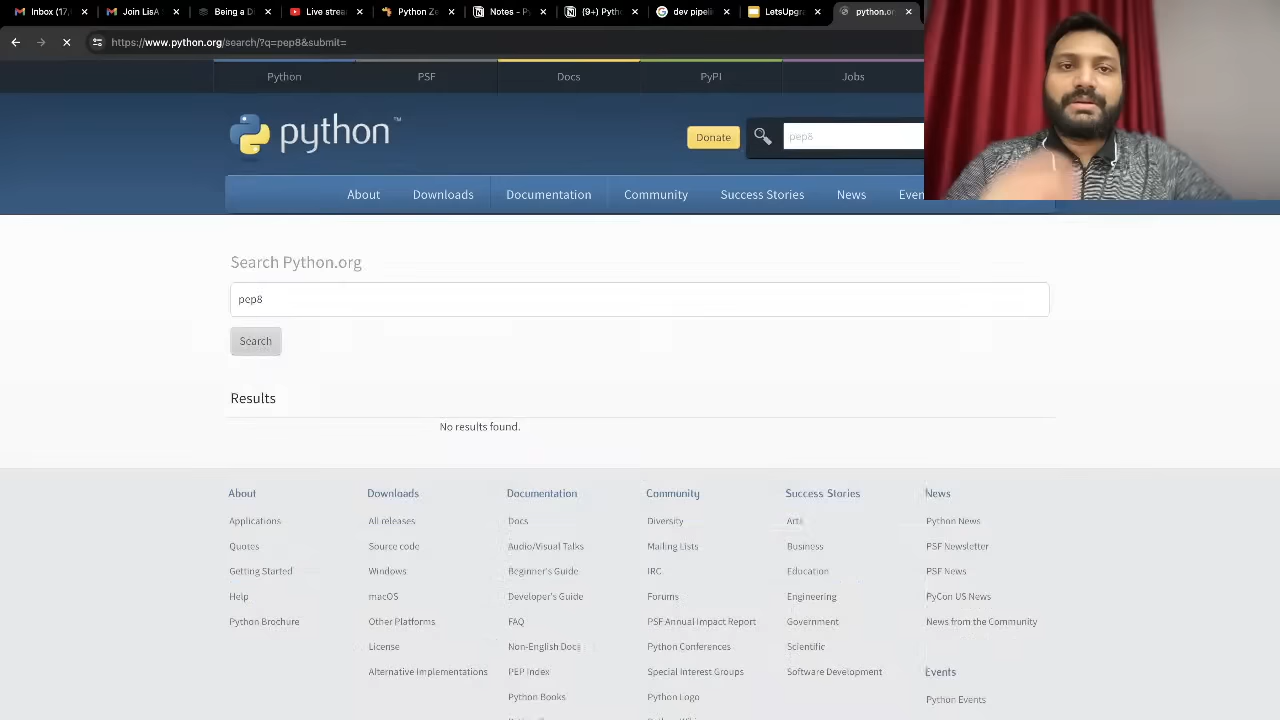 Inbox (17,
Join LisA
Being a D
Live stream
Python Ze
Notes - P
(9+) Pytho
dev pipeli
LetsUpgr
python.or
https://www.python.org/search/?q=pep8&submit=
Python
PSF
Docs
PyPI
Jobs
python™
Donate
pep8
About
Downloads
Documentation
Community
Success Stories
News
Even
Search Python.org
pep8
Search
Results
No results found.
About
Downloads
Documentation
Community
Success Stories
News
Applications
All releases
Docs
Diversity
Arts
Python News
Quotes
Source code
Audio/Visual Talks
Mailing Lists
Business
PSF Newsletter
Getting Started
Windows
Beginner's Guide
IRC
Education
PSF News
Help
macOS
Developer's Guide
Forums
Engineering
PyCon US News
Python Brochure
Other Platforms
FAQ
PSF Annual Impact Report
Government
News from the Community
License
Non-English Docs
Python Conferences
Scientific
Alternative Implementations
PEP Index
Special Interest Groups
Software Development
Events
Python Books
Python Logo
Python Events